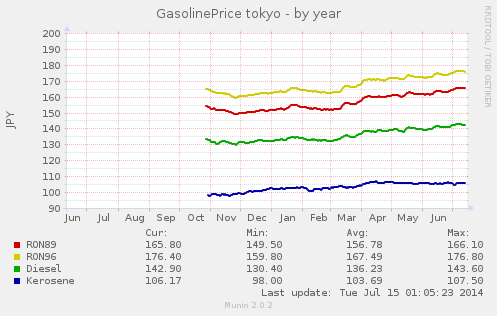 GasolinePrice tokyo - by year
RRDTOOL / TOBI OETIKER
JPY
200
190
180
170
160
150
140
130
120
110
100
90
Jun Jul Aug Sep Oct Nov Dec Jan Feb Mar Apr May Jun
Cur: Min: Avg: Max:
RON89 165.80 149.50 156.78 166.10
RON96 176.40 159.80 167.49 176.80
Diesel 142.90 130.40 136.23 143.60
Kerosene 106.17 98.00 103.69 107.50
Last update: Tue Jul 15 01:05:23 2014
Munin 2.0.2